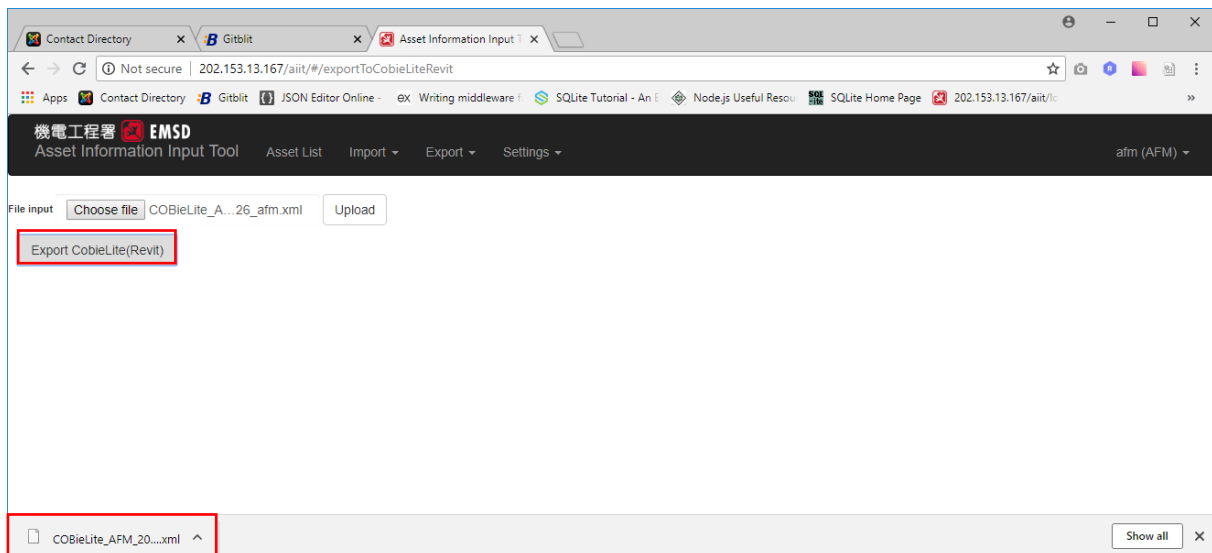 Contact Directory
Gitblit
Asset Information Input T
Not secure | 202.153.13.167/aiit/#/exportToCobieLiteRevit
Apps Contact Directory Gitblit JSON Editor Online - ex Writing middleware f SQLite Tutorial - An E Node.js Useful Resou SQLite Home Page 202.153.13.167/aiit/lc »
機電工程署 EMSD
Asset Information Input Tool Asset List Import Export Settings afm (AFM)
File input Choose file COBieLite_A...26_afm.xml Upload
Export CobieLite(Revit)
COBieLite_AFM_20....xml Show all